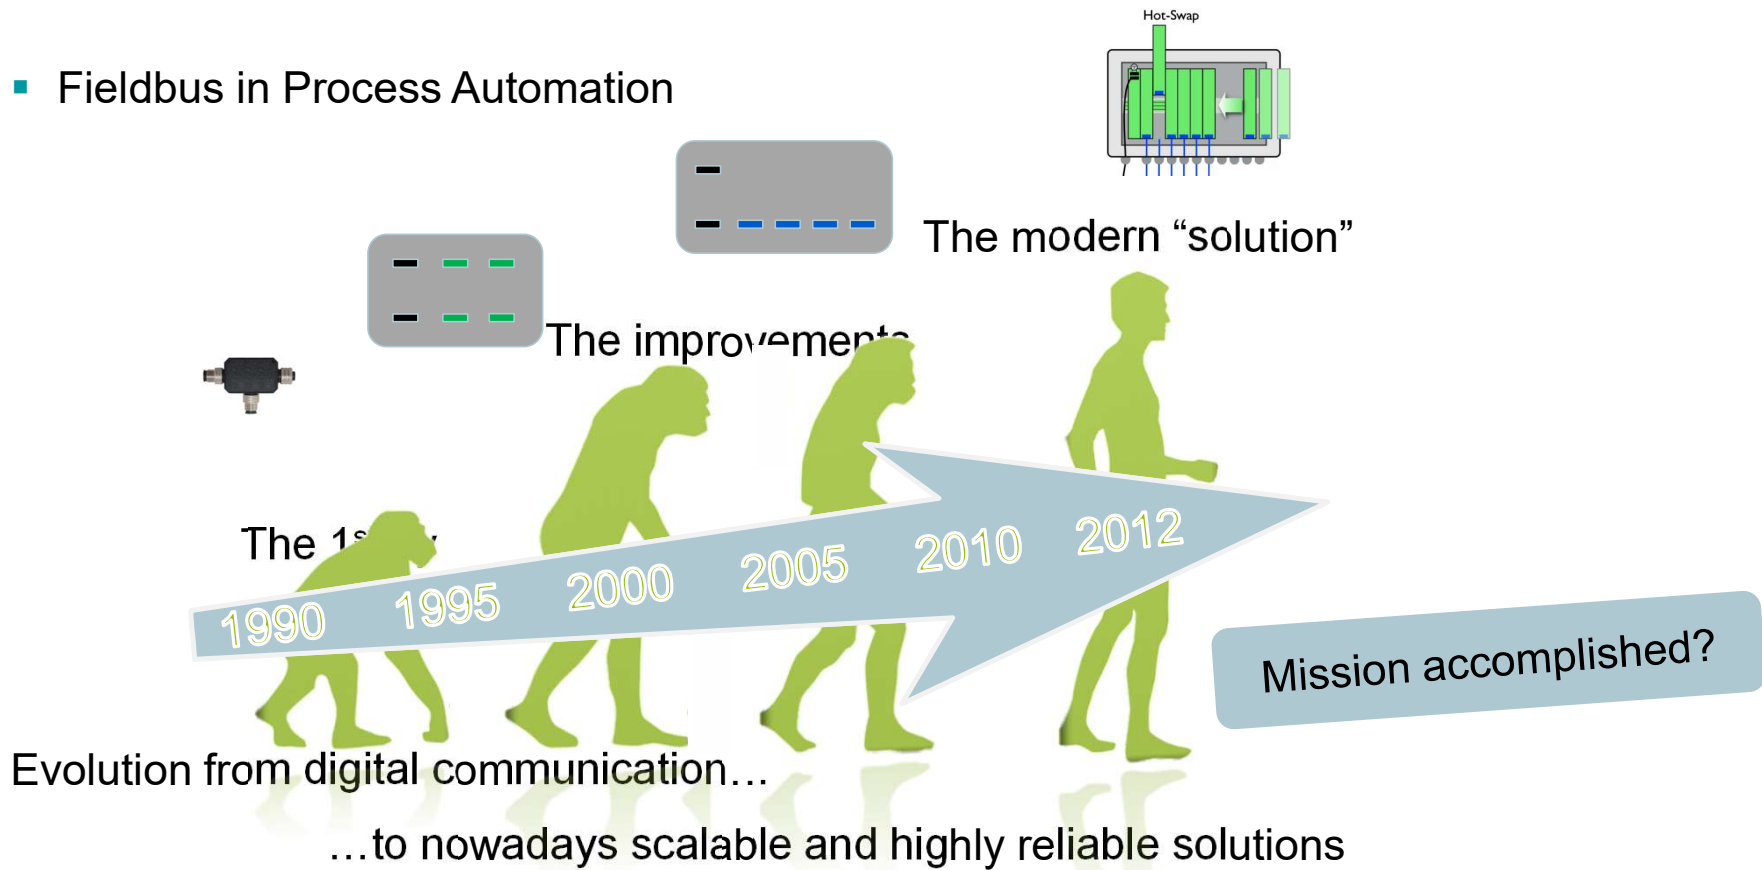 Hot-Swap
Fieldbus in Process Automation
The modern “solution”
The improvements
The 1st
1990 1995 2000 2005 2010 2012
Mission accomplished?
Evolution from digital communication…
…to nowadays scalable and highly reliable solutions